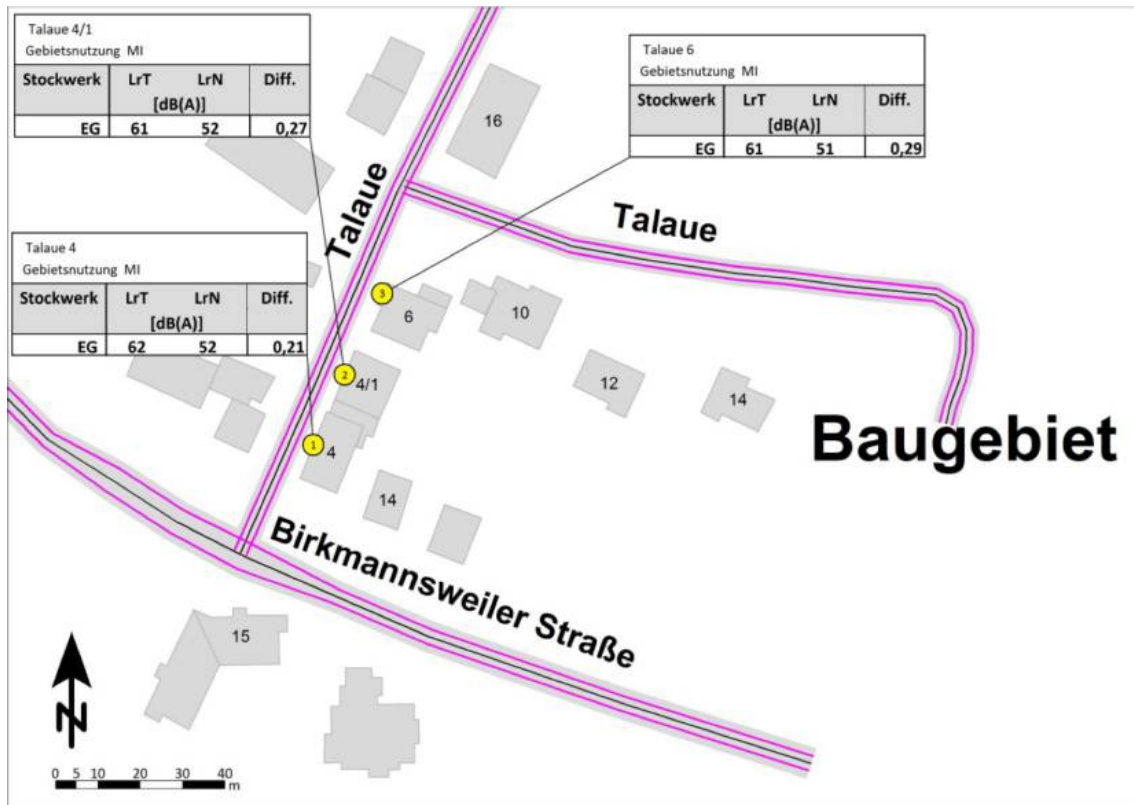 Talaue 4/1
Gebietsnutzung MI
Stockwerk LrT LrN Diff.
[dB(A)]
EG 61 52 0,27
Talaue 6
Gebietsnutzung MI
Stockwerk LrT LrN Diff.
[dB(A)]
EG 61 51 0,29
16
Talaue
Talaue
Talaue 4
Gebietsnutzung MI
Stockwerk LrT LrN Diff.
[dB(A)]
EG 62 52 0,21
3
6
10
2
4/1
12
14
1
4
Baugebiet
14
Birkmannsweiler Straße
15
N
0 5 10 20 30 40
m